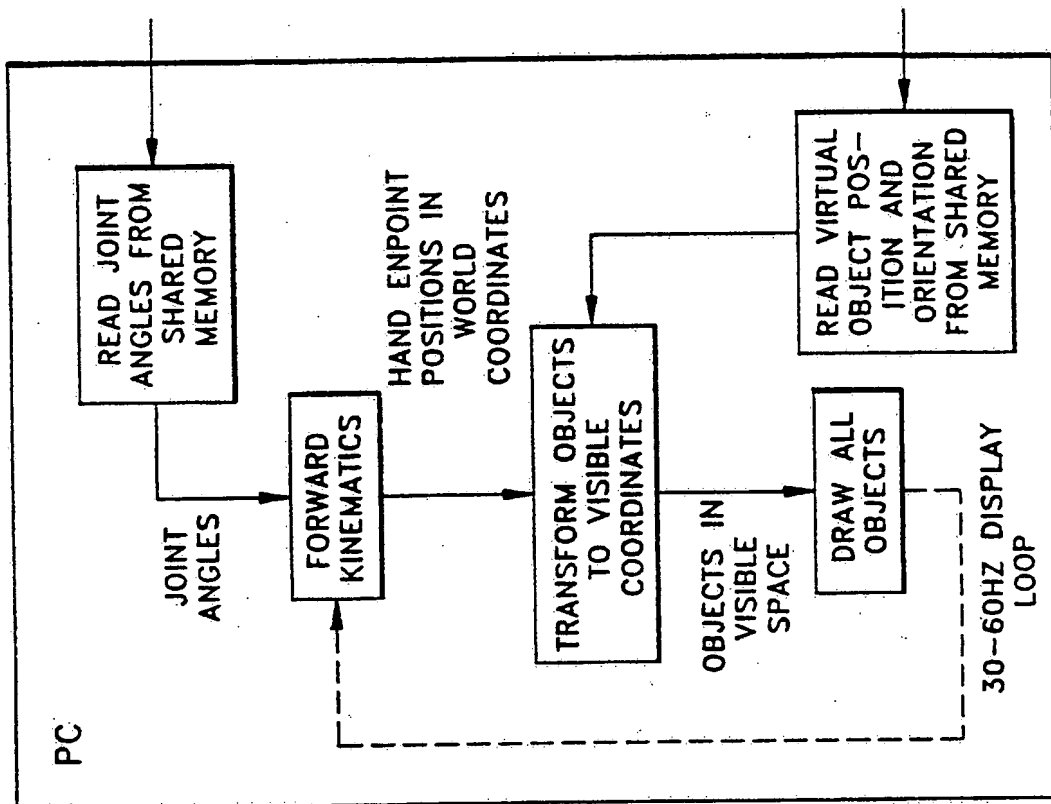 PC
READ JOINT
ANGLES FROM
SHARED
MEMORY
JOINT
ANGLES
FORWARD
KINEMATICS
HAND ENPOINT
POSITIONS IN
WORLD
COORDINATES
TRANSFORM OBJECTS
TO VISIBLE
COORDINATES
READ VIRTUAL
OBJECT POS-
ITION AND
ORIENTATION
FROM SHARED
MEMORY
OBJECTS IN
VISIBLE
SPACE
DRAW ALL
OBJECTS
30-60HZ DISPLAY
LOOP